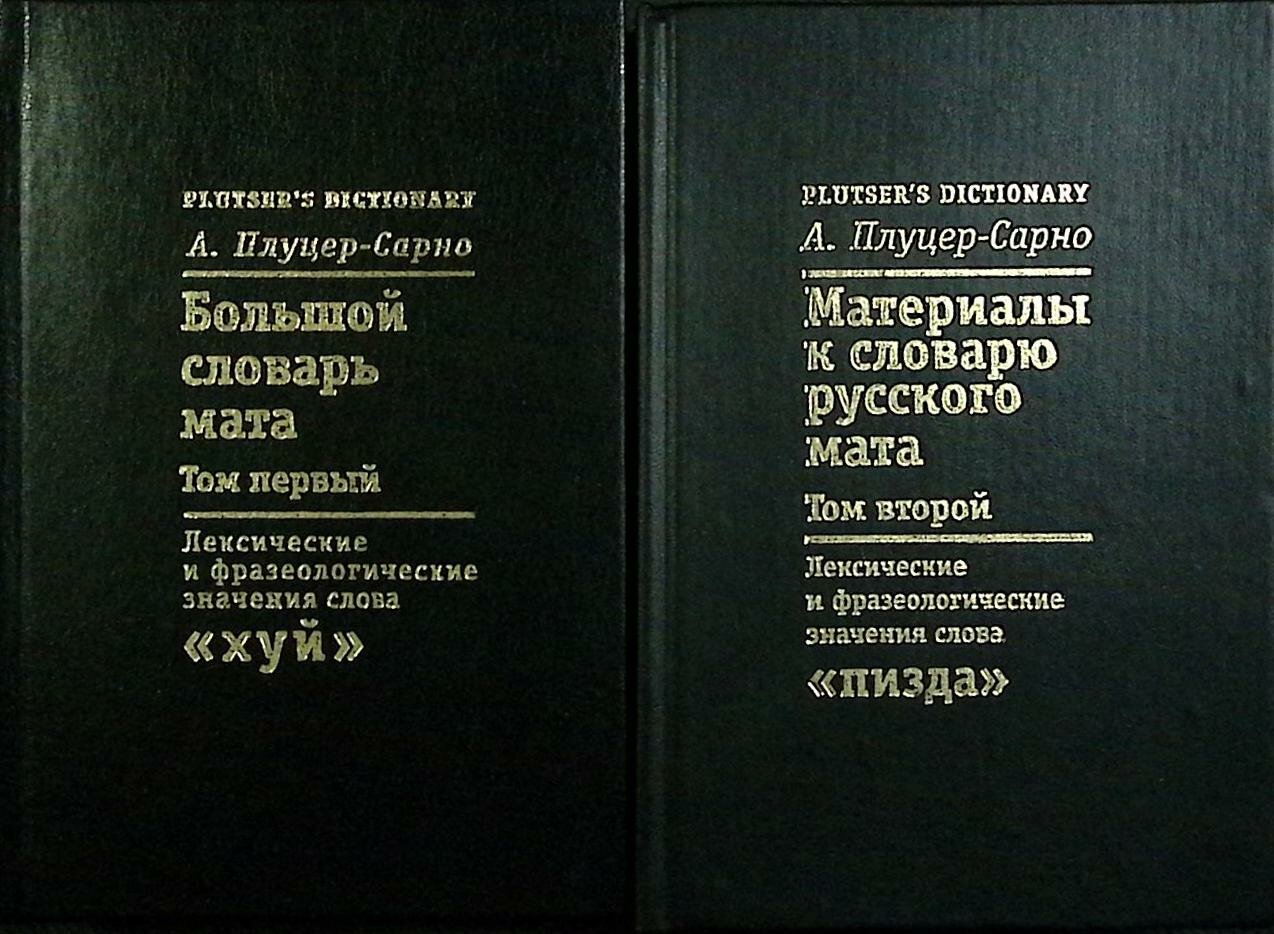 PLUTSER'S DICTIONARY
А. Плуцер-Сарно
Большой
словарь
мата
Том первый
Лексические
и фразеологические
значения слова
«хуй»
PLUTSER'S DICTIONARY
А. Плуцер-Сарно
Материалы
к словарю
русского
мата
Том второй
Лексические
и фразеологические
значения слова
«пизда»